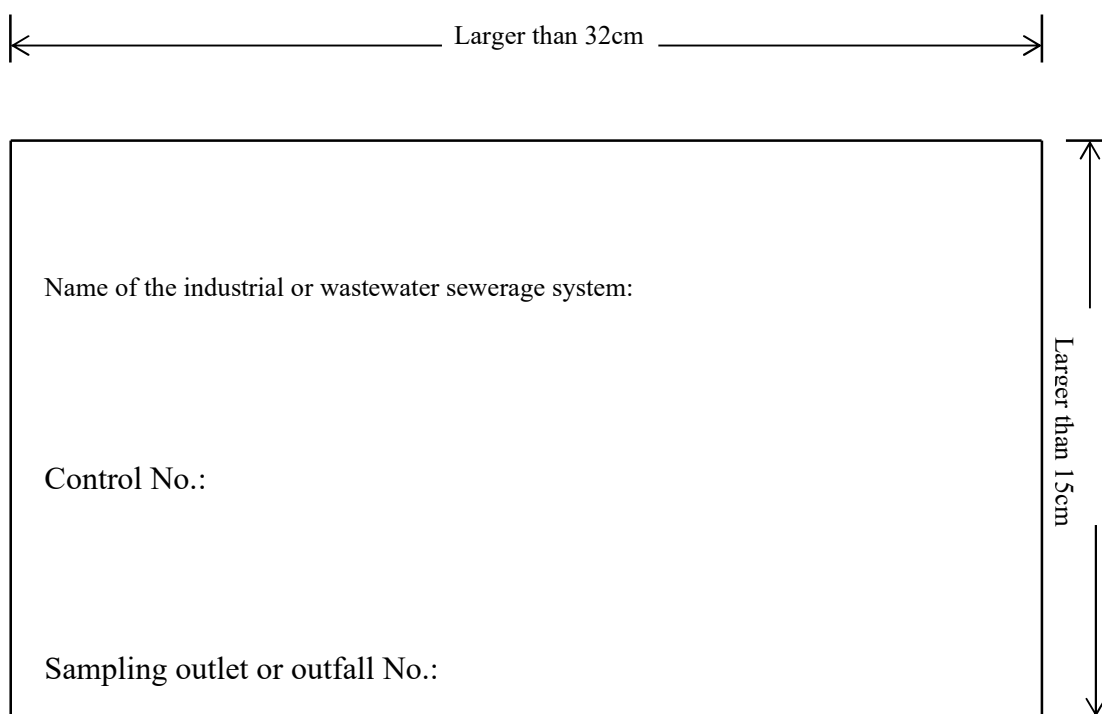 Larger than 32cm
Name of the industrial or wastewater sewerage system:
Larger than 15cm
Control No.:
Sampling outlet or outfall No.: